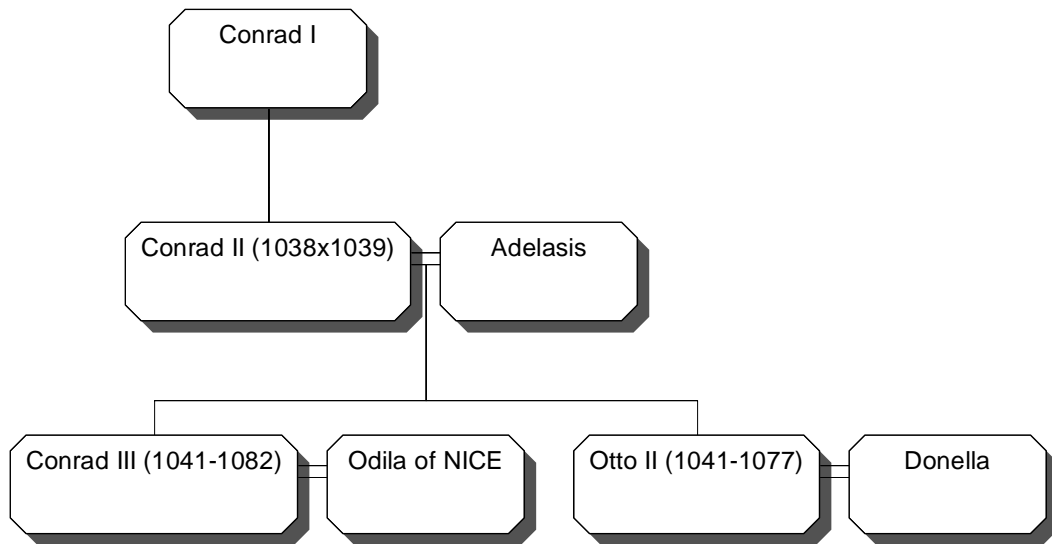 Conrad I
Conrad II (1038x1039)
Adelasis
Conrad III (1041-1082)
Odila of NICE
Otto II (1041-1077)
Donella